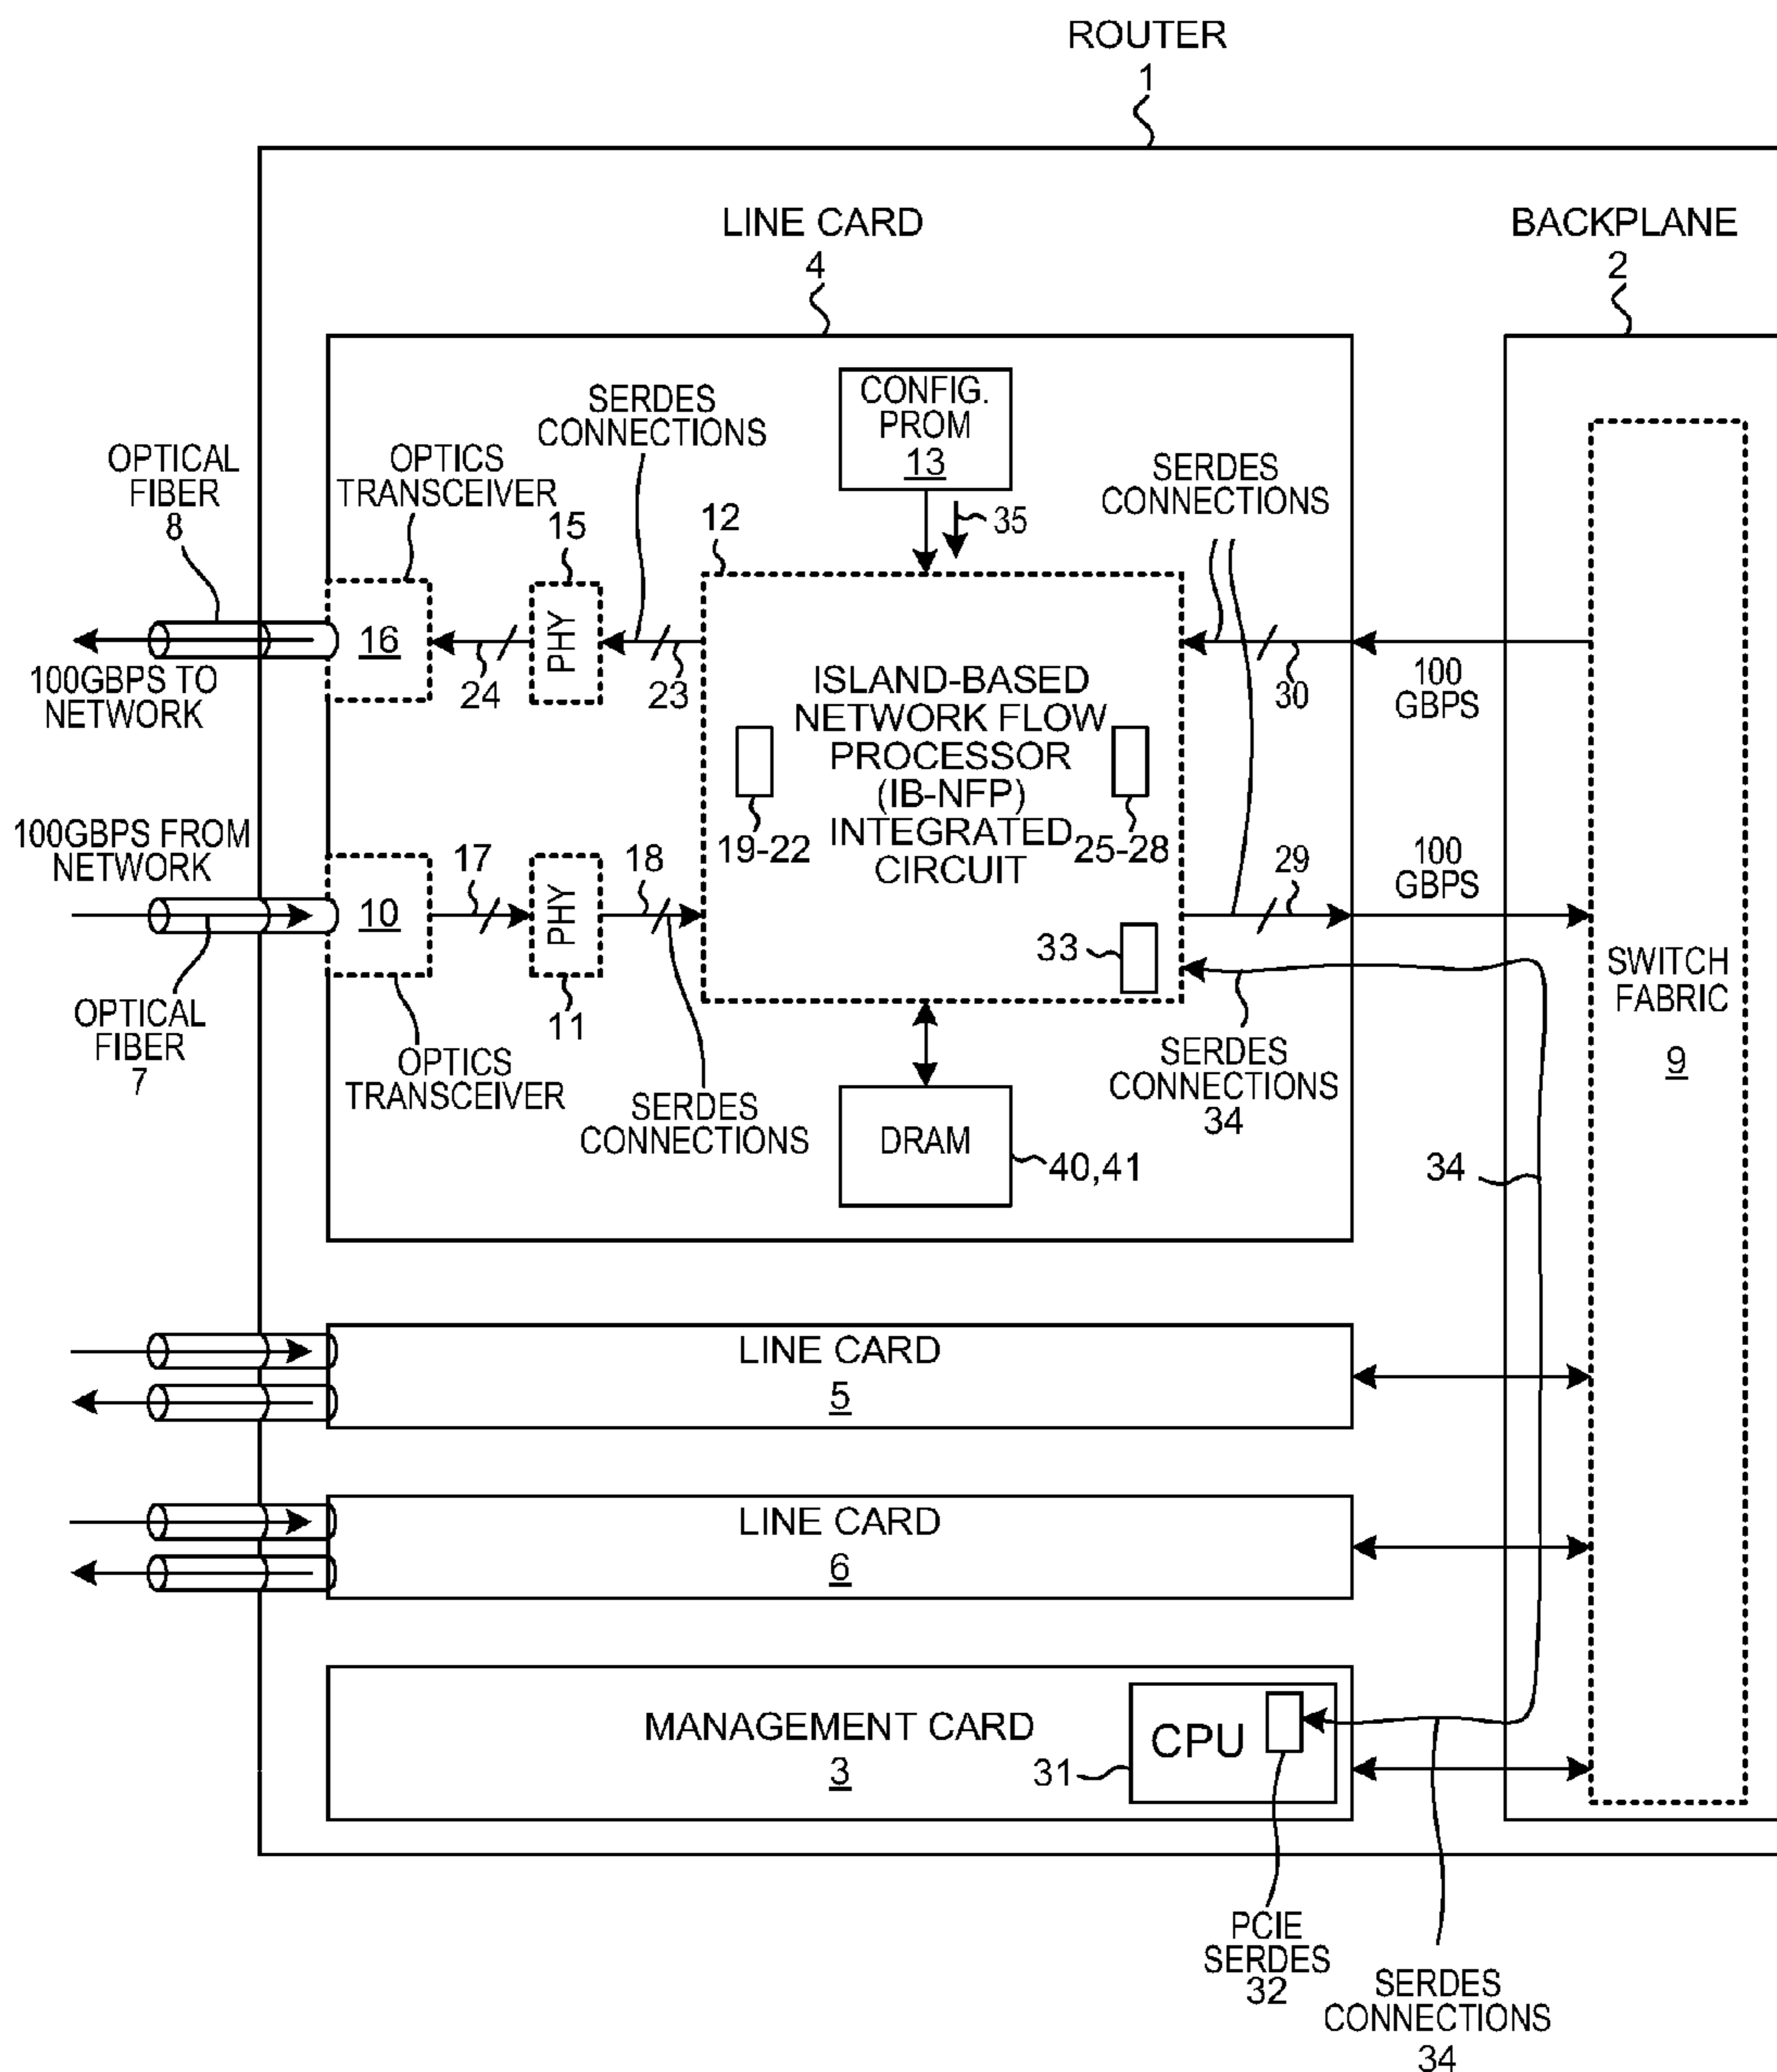 ROUTER
1
LINE CARD
4
BACKPLANE
2
CONFIG.
PROM
13
35
SERDES
CONNECTIONS
OPTICAL
FIBER
8
OPTICS
TRANSCEIVER
16
15
PHY
24
23
12
SERDES
CONNECTIONS
30
100
GBPS
100GBPS TO
NETWORK
ISLAND-BASED
NETWORK FLOW
PROCESSOR
(IB-NFP)
INTEGRATED
CIRCUIT
19-22
25-28
33
100GBPS FROM
NETWORK
10
17
PHY
11
18
29
100
GBPS
OPTICAL
FIBER
7
OPTICS
TRANSCEIVER
SERDES
CONNECTIONS
DRAM
40,41
SERDES
CONNECTIONS
34
34
SWITCH
FABRIC
9
LINE CARD
5
LINE CARD
6
MANAGEMENT CARD
3
31
CPU
PCIE
SERDES
32
SERDES
CONNECTIONS
34